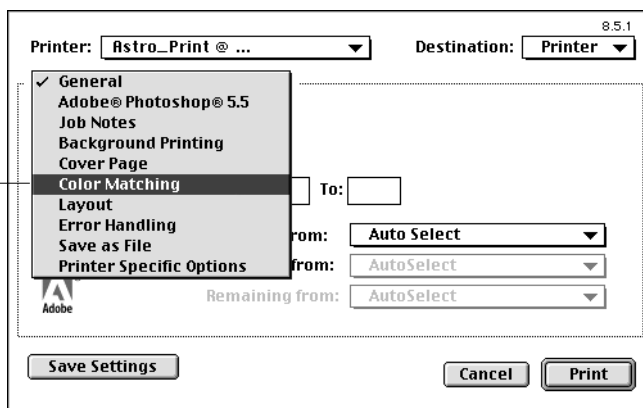 8.5.1
Printer: Astro_Print @ ... Destination: Printer
✓ General
Adobe® Photoshop® 5.5
Job Notes
Background Printing
Cover Page
Color Matching
To:
Layout
Error Handling
rom: Auto Select
Save as File
Printer Specific Options
from: AutoSelect
Adobe
Remaining from: AutoSelect
Save Settings
Cancel
Print